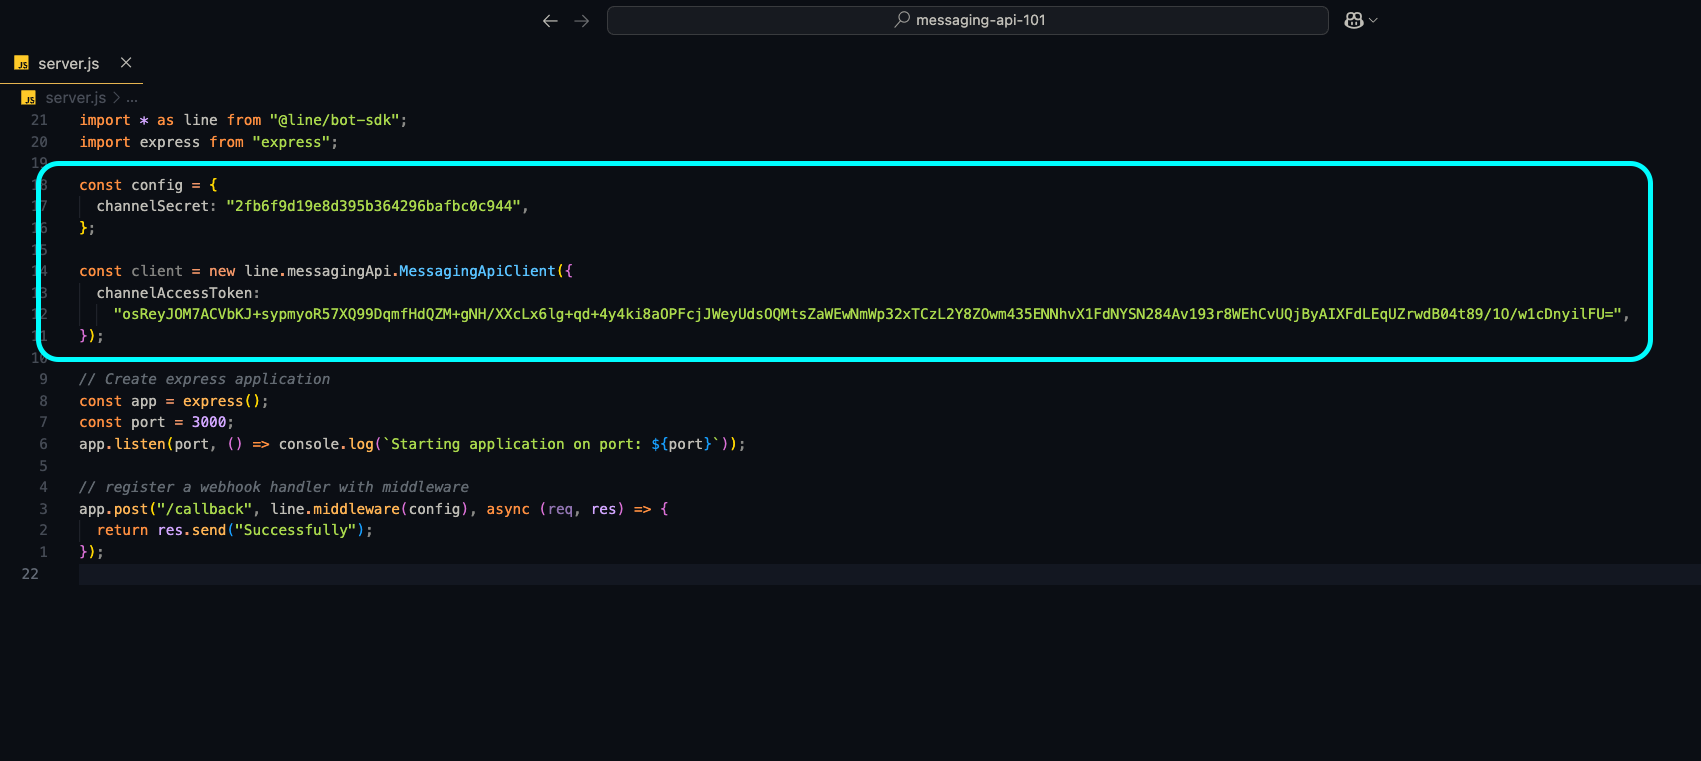 messaging-api-101
server.js
server.js > ...
21 import * as line from "@line/bot-sdk";
20 import express from "express";
19
18 const config = {
17 channelSecret: "2fb6f9d19e8d395b364296bafbc0c944",
16 };
15
14 const client = new line.messagingApi.MessagingApiClient({
13 channelAccessToken:
12 "osReyJOM7ACVbKJ+sypmyoR57XQ99DqmfHdQZM+gNH/XXcLx6lg+qd+4y4ki8aOPFcjJWeyUdsOQMtsZaWEwNmWp32xTCzL2Y8ZOwm435ENNhvX1FdNYSN284Av193r8WEhCvUQjByAIXFdLEqUZrwdB04t89/1O/w1cDnyilFU=",
11 });
10
9 // Create express application
8 const app = express();
7 const port = 3000;
6 app.listen(port, () => console.log(`Starting application on port: ${port}`));
5
4 // register a webhook handler with middleware
3 app.post("/callback", line.middleware(config), async (req, res) => {
2 return res.send("Successfully");
1 });
22